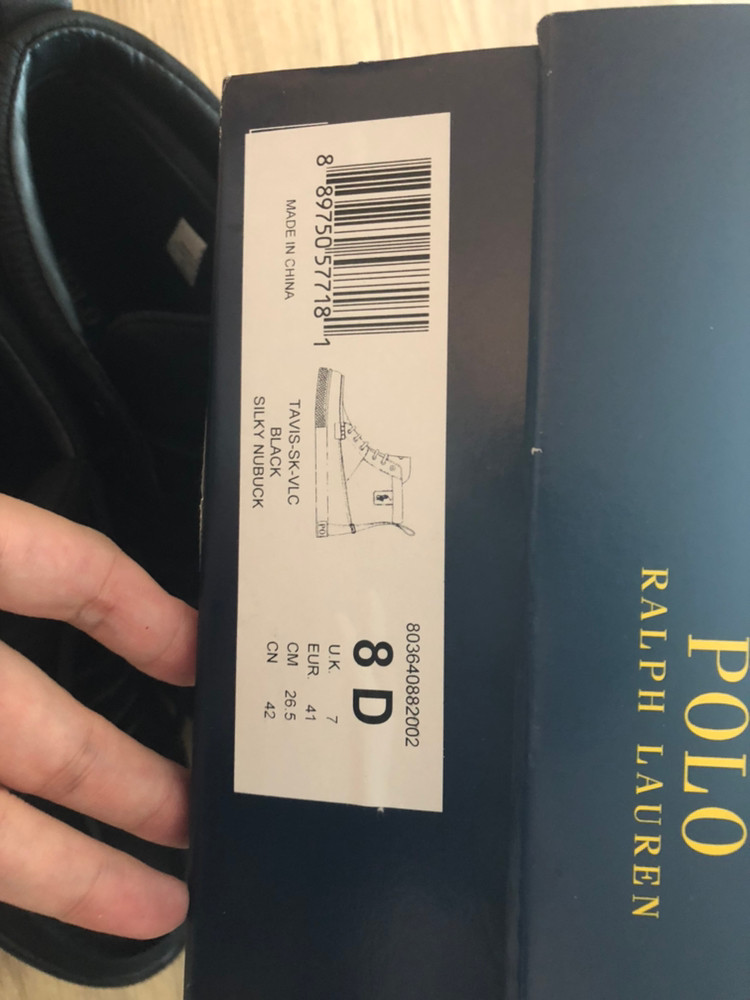 POLO
RALPH LAUREN
803640882002
8 D
U.K. 7
EUR. 41
CM 26.5
CN 42
8 89750 57718 1
MADE IN CHINA
TAVIS-SK-VLC
BLACK
SILKY NUBUCK
PO